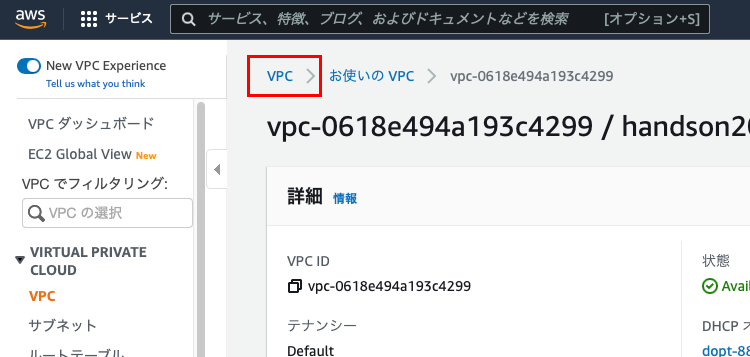 aws サービス サービス、特徴、ブログ、およびドキュメントなどを検索 [オプション+S]
New VPC Experience
Tell us what you think
VPC ダッシュボード
EC2 Global View New
VPC でフィルタリング:
VPC の選択
VIRTUAL PRIVATE
CLOUD
VPC
サブネット
ルートテーブル
VPC お使いの VPC vpc-0618e494a193c4299
vpc-0618e494a193c4299 / handson20
詳細 情報
VPC ID
vpc-0618e494a193c4299
テナンシー
Default
状態
Avail
DHCP オ
dopt-88